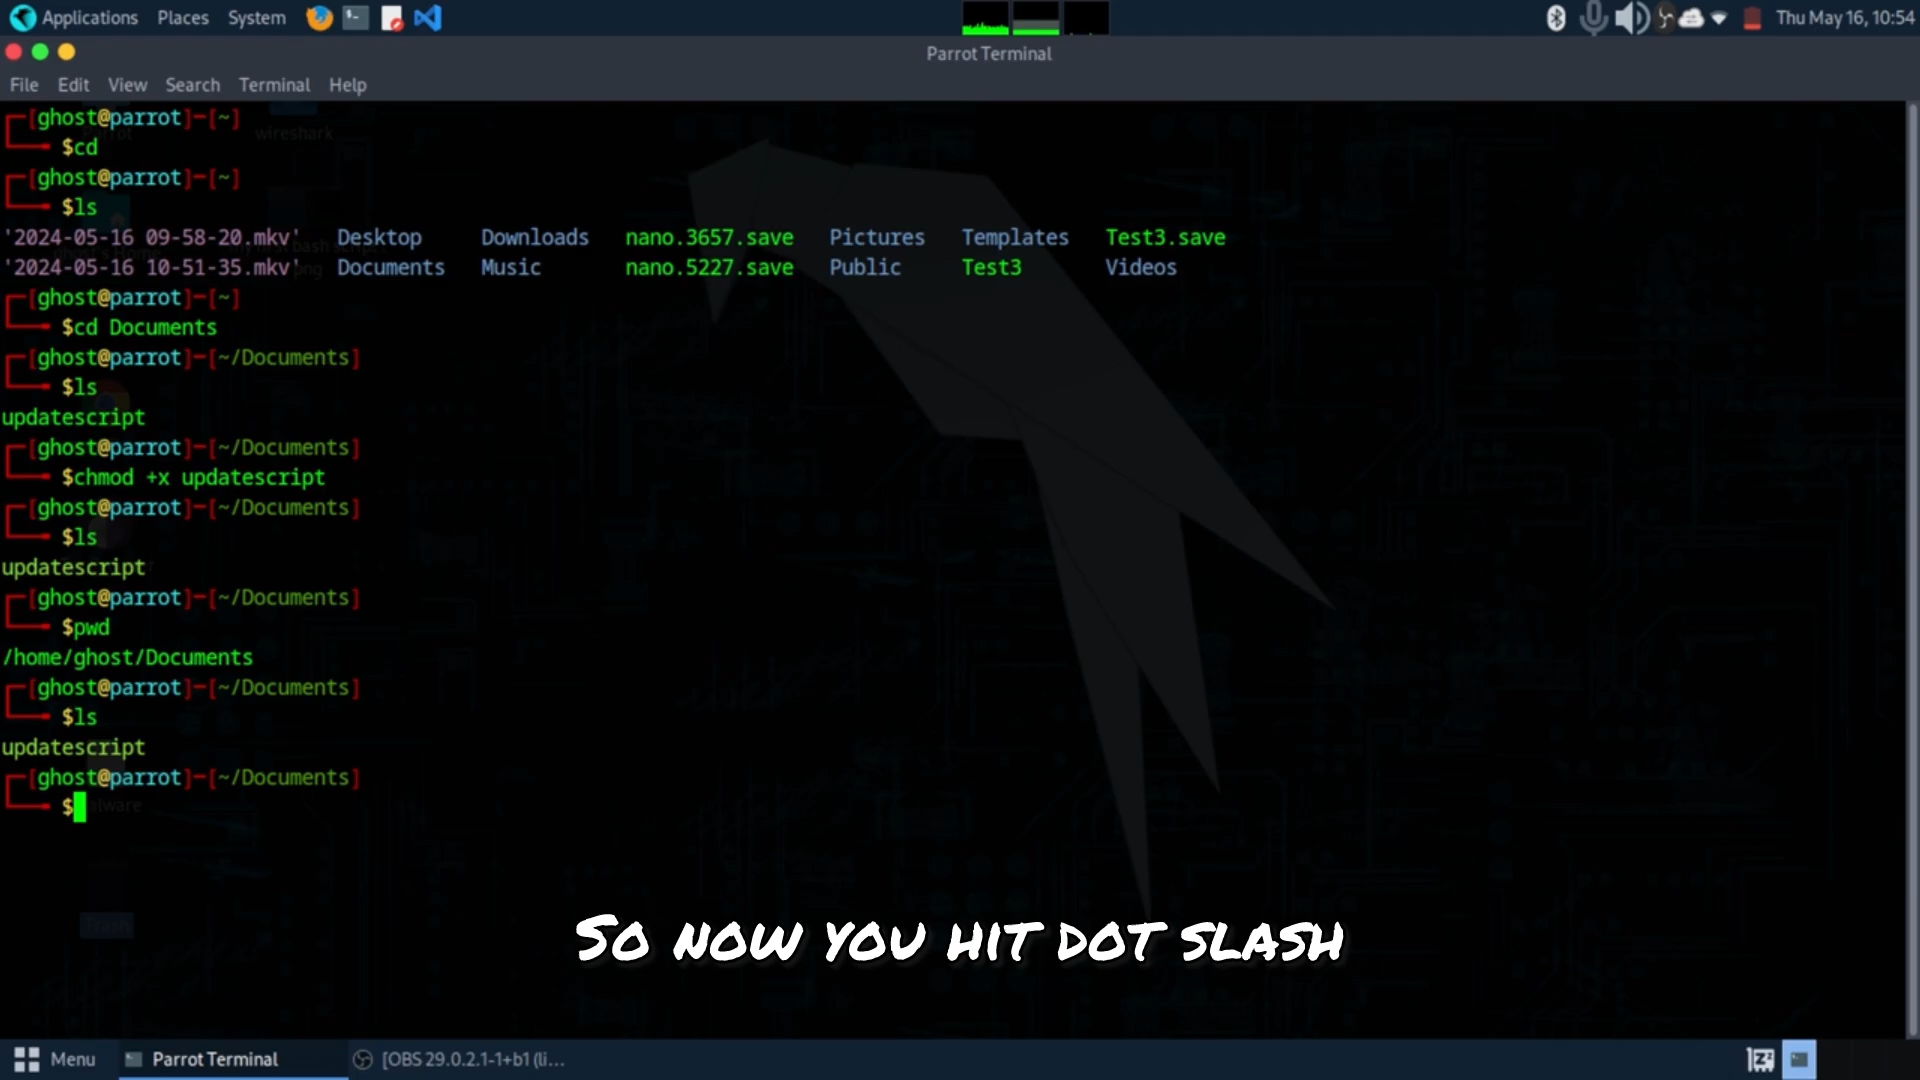 Applications Places System Thu May 16, 10:54
Parrot Terminal
File Edit View Search Terminal Help
[ghost@parrot]-[~]
$cd
[ghost@parrot]-[~]
$ls
'2024-05-16 09-58-20.mkv' Desktop Downloads nano.3657.save Pictures Templates Test3.save
'2024-05-16 10-51-35.mkv' Documents Music nano.5227.save Public Test3 Videos
[ghost@parrot]-[~]
$cd Documents
[ghost@parrot]-[~/Documents]
$ls
updatescript
[ghost@parrot]-[~/Documents]
$chmod +x updatescript
[ghost@parrot]-[~/Documents]
$ls
updatescript
[ghost@parrot]-[~/Documents]
$pwd
/home/ghost/Documents
[ghost@parrot]-[~/Documents]
$ls
updatescript
[ghost@parrot]-[~/Documents]
$
So now you hit dot slash
Menu Parrot Terminal [OBS 29.0.2.1-1+b1 (li...